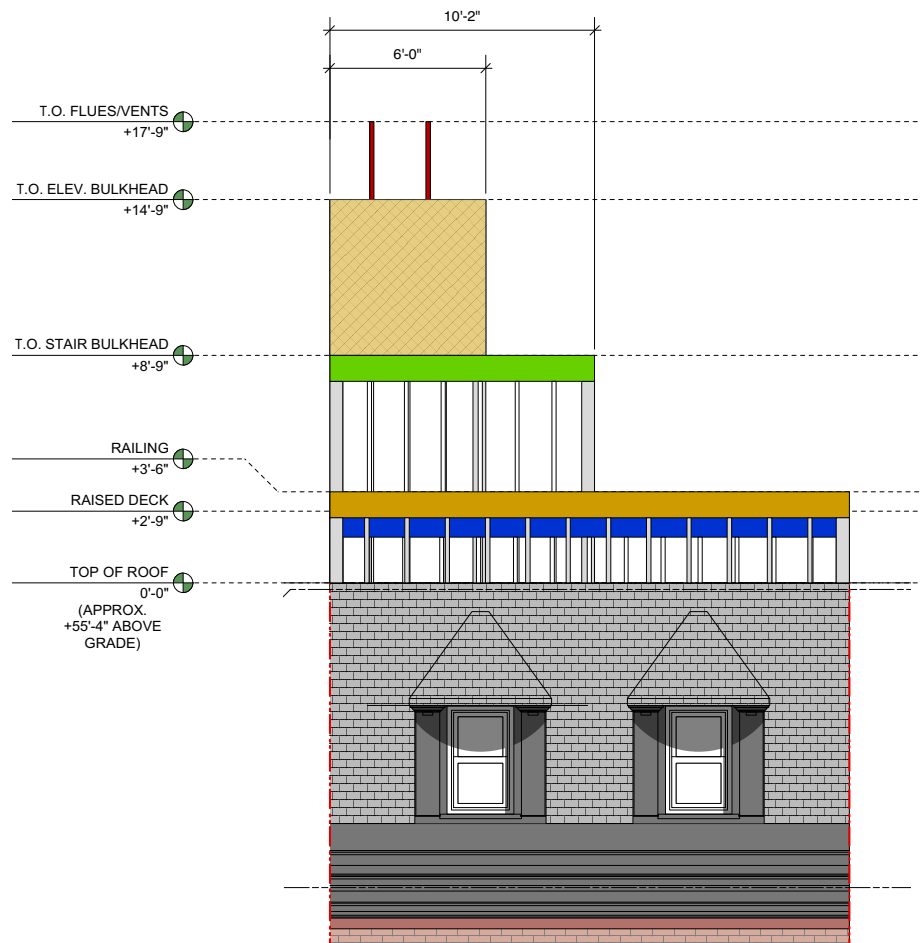 10'-2"
6'-0"
T.O. FLUES/VENTS
+17'-9"
T.O. ELEV. BULKHEAD
+14'-9"
T.O. STAIR BULKHEAD
+8'-9"
RAILING
+3'-6"
RAISED DECK
+2'-9"
TOP OF ROOF
0'-0"
(APPROX.
+55'-4" ABOVE
GRADE)